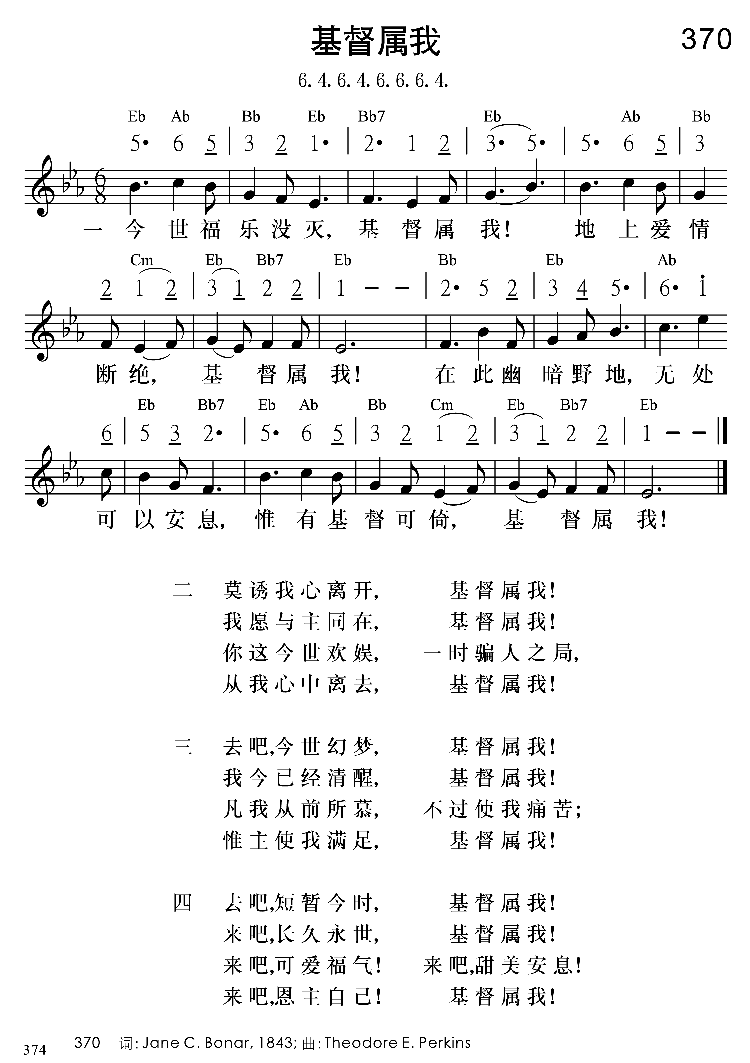 基督属我 370
6.4.6.4.6.6.6.4.
Eb Ab Bb Eb Bb7 Eb Ab Bb
5• 6 5 | 3 2 1• | 2• 1 2 | 3• 5• | 5• 6 5 | 3
一 今 世 福 乐 没 灭, 基 督 属 我! 地 上 爱 情
Cm Eb Bb7 Eb Bb Eb Ab
2 | 1 2 | 3 1 2 2 | 1 - - | 2• 5 2 | 3 4 5• | 6• i
断 绝, 基 督 属 我! 在 此 幽 暗 野 地, 无 处
Eb Bb7 Eb Ab Bb Cm Eb Bb7 Eb
6 | 5 3 2• | 5• 6 5 | 3 2 1 2 | 3 1 2 2 | 1 - - ‖
可 以 安 息, 惟 有 基 督 可 倚, 基 督 属 我!
二 莫诱我心离开, 基督属我!
我愿与主同在, 基督属我!
你这今世欢娱, 一时骗人之局,
从我心中离去, 基督属我!
三 去吧,今世幻梦, 基督属我!
我今已经清醒, 基督属我!
凡我从前所慕, 不过使我痛苦;
惟主使我满足, 基督属我!
四 去吧,短暂今时, 基督属我!
来吧,长久永世, 基督属我!
来吧,可爱福气! 来吧,甜美安息!
来吧,恩主自己! 基督属我!
374 370 词: Jane C. Bonar, 1843; 曲: Theodore E. Perkins